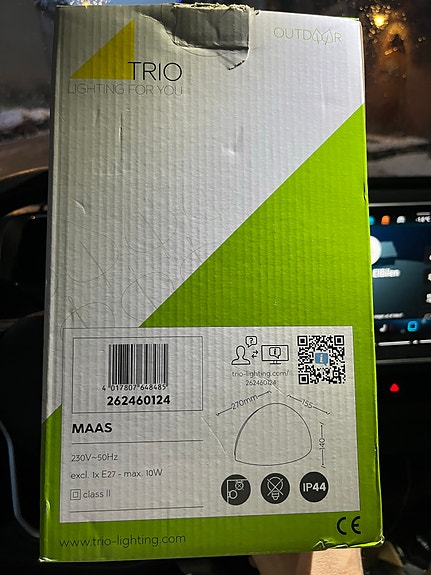 OUTDOOR
TRIO
LIGHTING FOR YOU
4 017807 648485
262460124
trio-lighting.com/
262460124
MAAS
270mm
155
140
230V~50Hz
excl. 1x E27 - max. 10W
class II
IP44
CE
www.trio-lighting.com